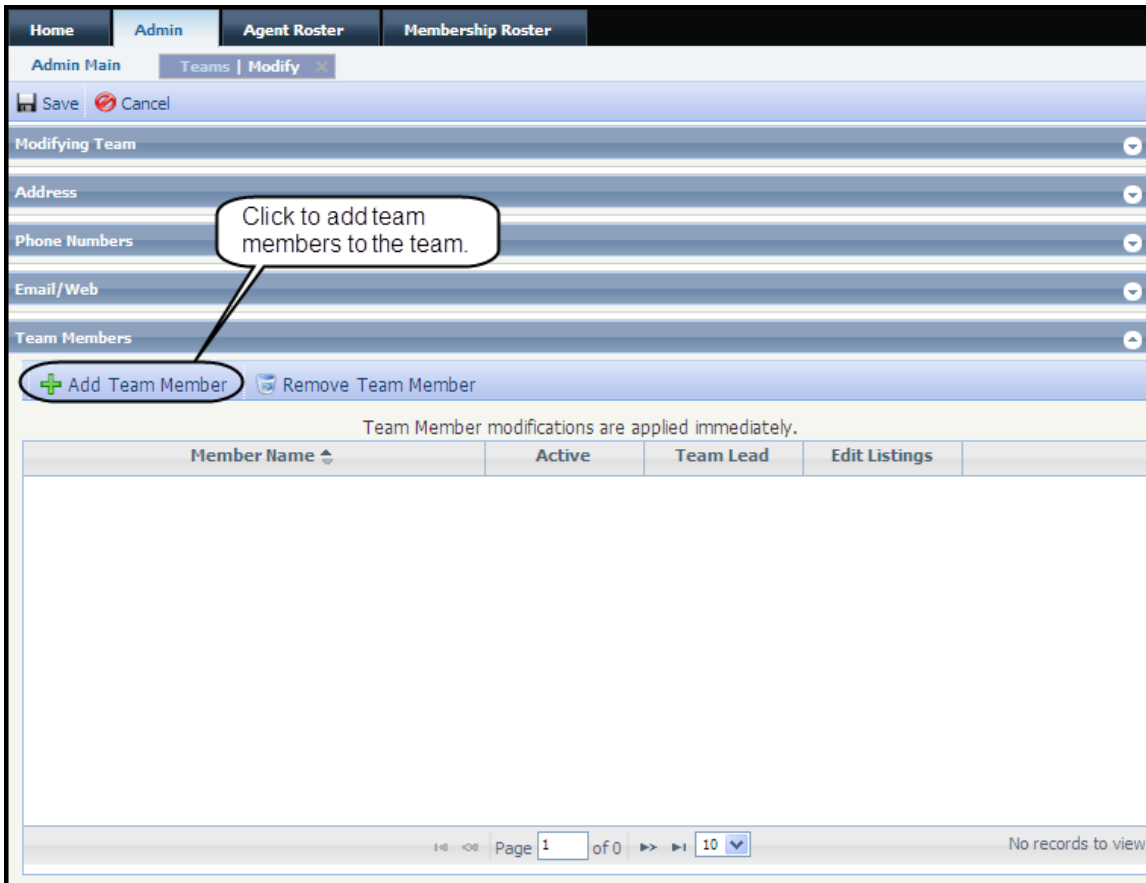 Home Admin Agent Roster Membership Roster
Admin Main Teams | Modify
Save Cancel
Modifying Team
Address
Click to add team
members to the team.
Phone Numbers
Email/Web
Team Members
Add Team Member Remove Team Member
Team Member modifications are applied immediately.
Member Name Active Team Lead Edit Listings
Page 1 of 0 10 No records to view